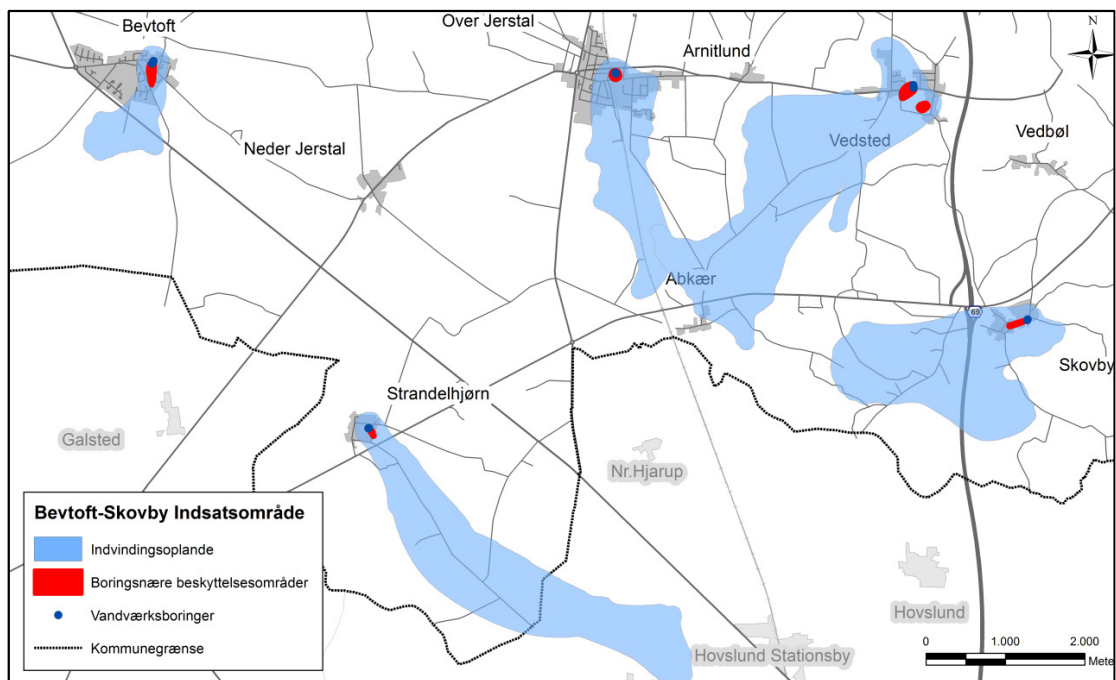 Bevtoft
Over Jerstal
Arnitlund
N
Neder Jerstal
Vedsted
Vedbøl
Abkær
69
Skovby
Strandelhjørn
Galsted
Nr.Hjarup
Hovslund
Hovslund Stationsby
Bevtoft-Skovby Indsatsområde
Indvindingsoplande
Boringsnære beskyttelsesområder
Vandværksboringer
Kommunegrænse
0 1.000 2.000
Mete